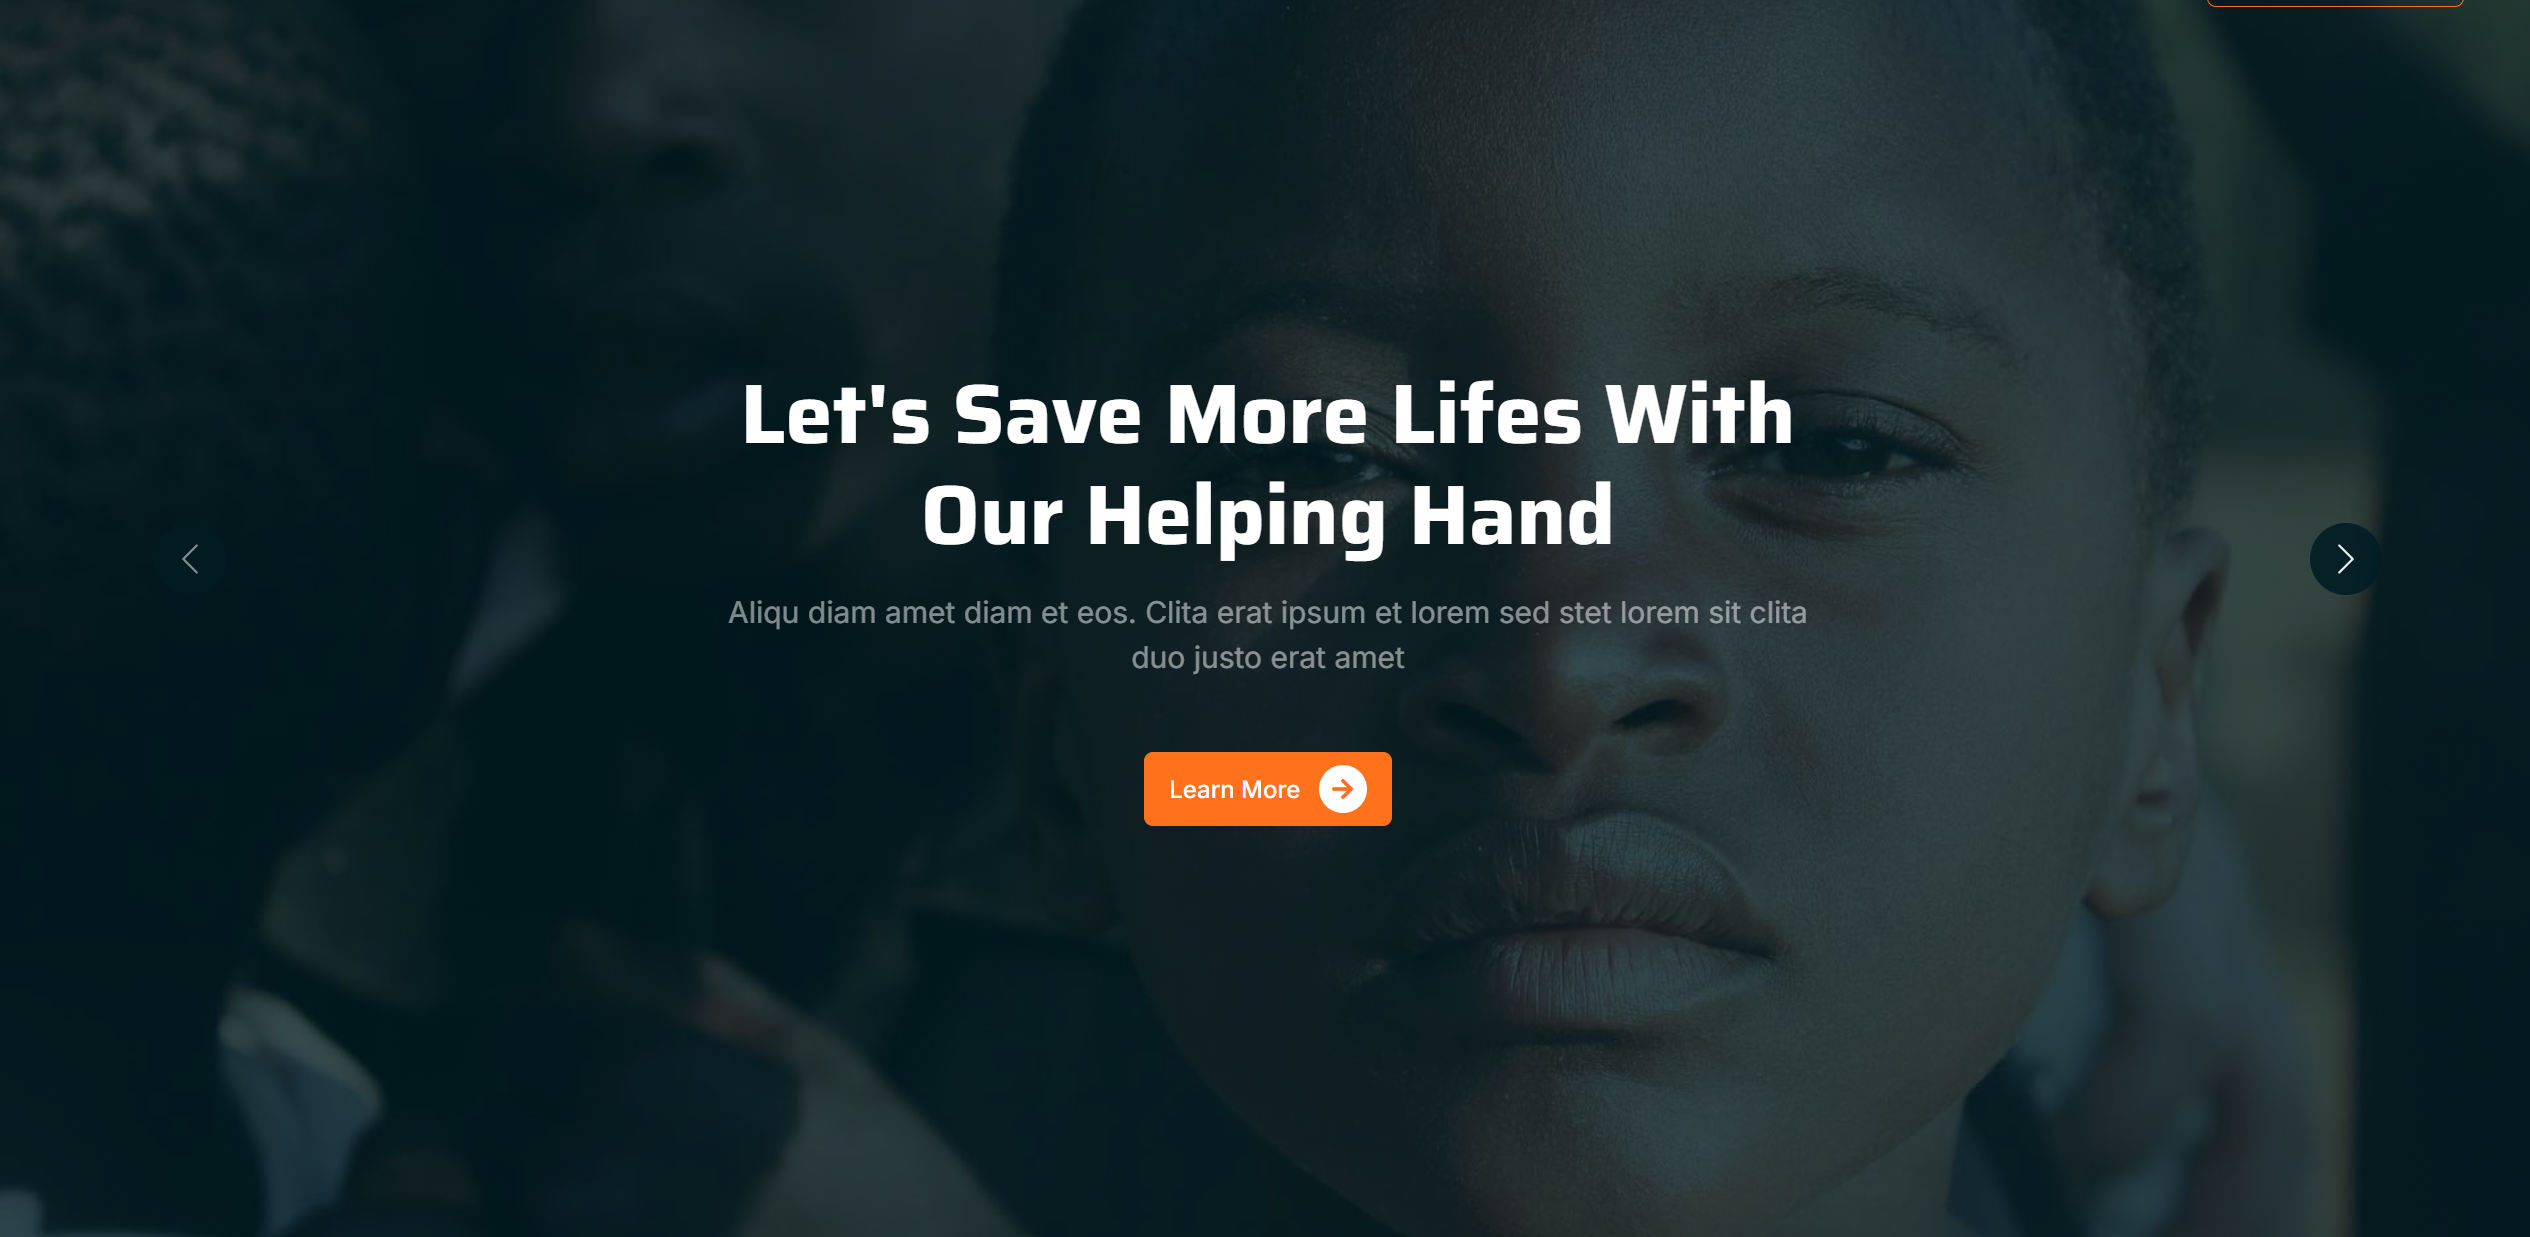 Let's Save More Lifes With
Our Helping Hand
Aliqu diam amet diam et eos. Clita erat ipsum et lorem sed stet lorem sit clita
duo justo erat amet
Learn More